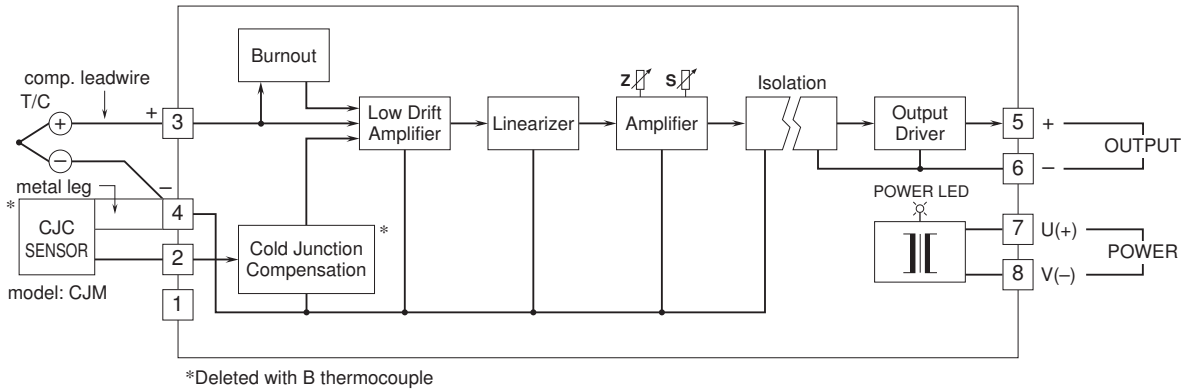 Burnout
comp. leadwire
T/C
+
+
3
−
−
metal leg
*
CJC
SENSOR
4
2
1
model: CJM
Low Drift
Amplifier
Linearizer
Z
S
Amplifier
Isolation
Output
Driver
5
+
OUTPUT
6
−
POWER LED
7
U(+)
POWER
8
V(−)
*
Cold Junction
Compensation
*Deleted with B thermocouple